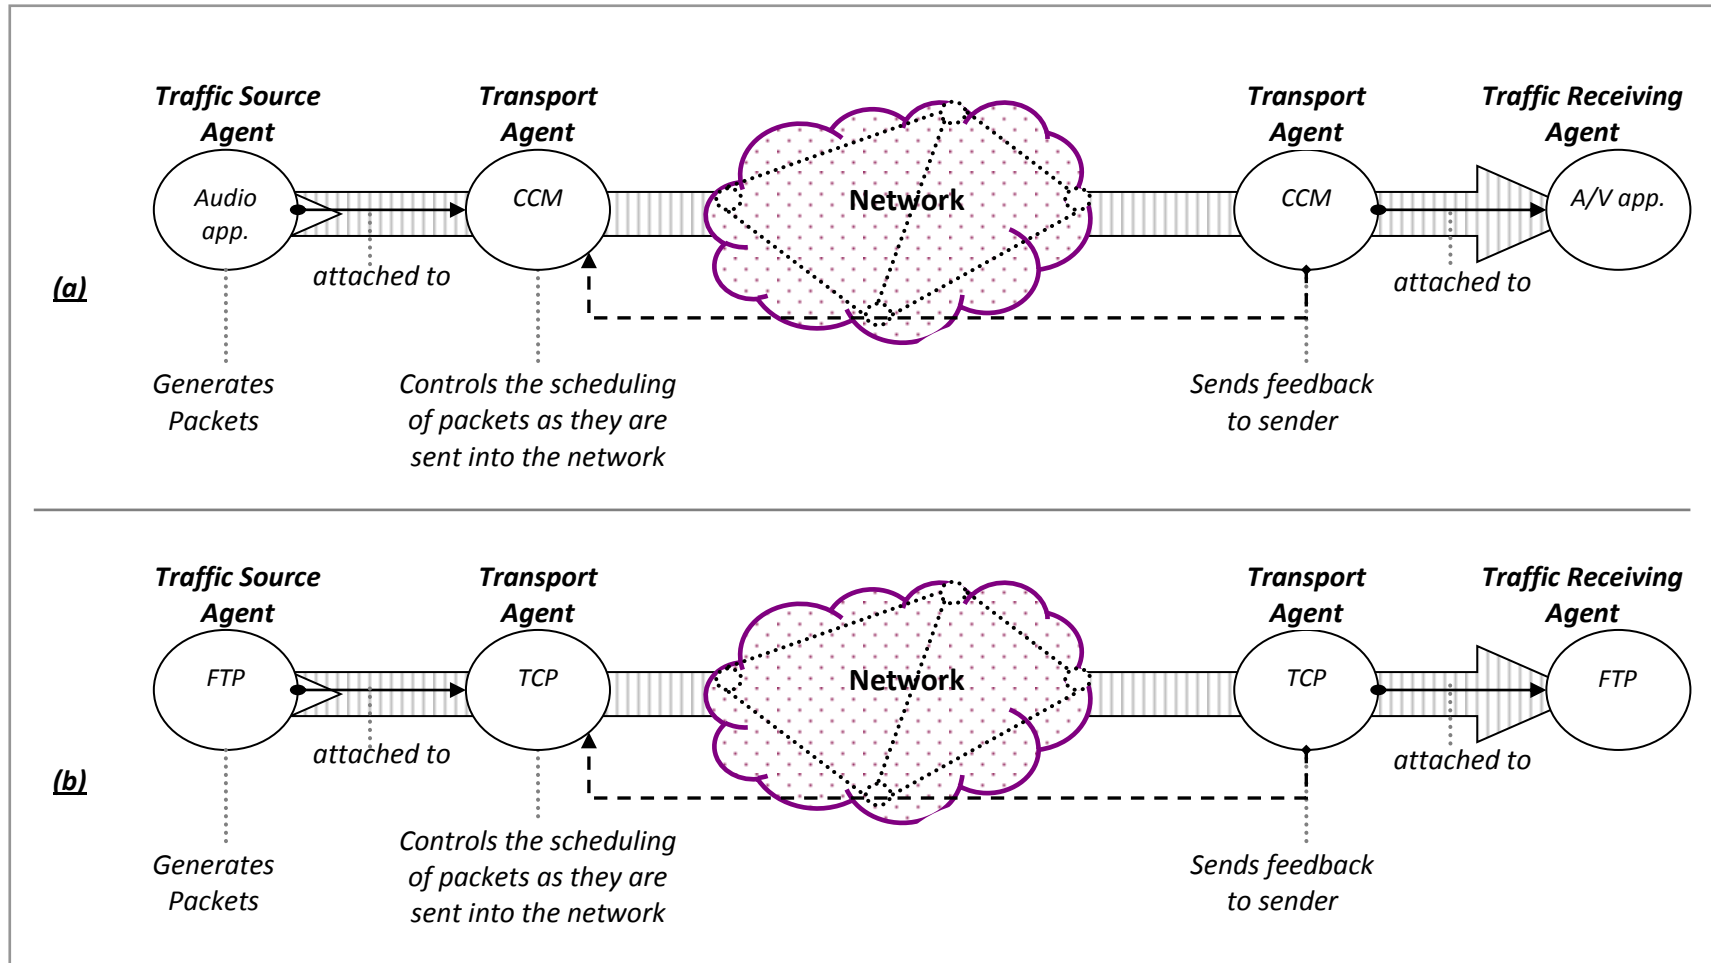 Traffic Source
Agent
Transport
Agent
Transport
Agent
Traffic Receiving
Agent
Audio
app.
CCM
Network
CCM
A/V app.
attached to
attached to
(a)
Generates
Packets
Controls the scheduling
of packets as they are
sent into the network
Sends feedback
to sender
Traffic Source
Agent
Transport
Agent
Transport
Agent
Traffic Receiving
Agent
FTP
TCP
Network
TCP
FTP
attached to
attached to
(b)
Generates
Packets
Controls the scheduling
of packets as they are
sent into the network
Sends feedback
to sender